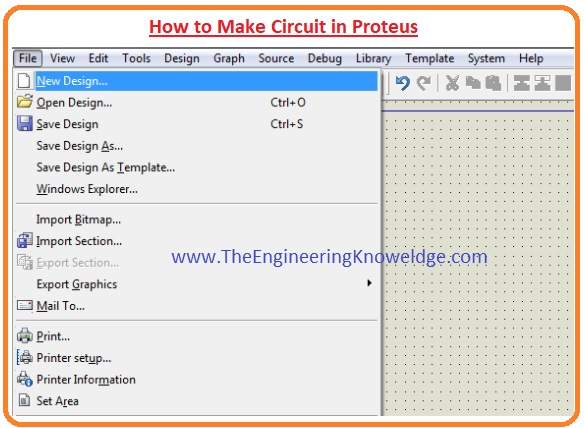 How to Make Circuit in Proteus
File View Edit Tools Design Graph Source Debug Library Template System Help
New Design...
Open Design... Ctrl+O
Save Design Ctrl+S
Save Design As...
Save Design As Template...
Windows Explorer...
Import Bitmap...
Import Section...
www.TheEngineeringKnoweldge.com
Export Section...
Export Graphics
Mail To...
Print...
Printer setup...
Printer Information
Set Area